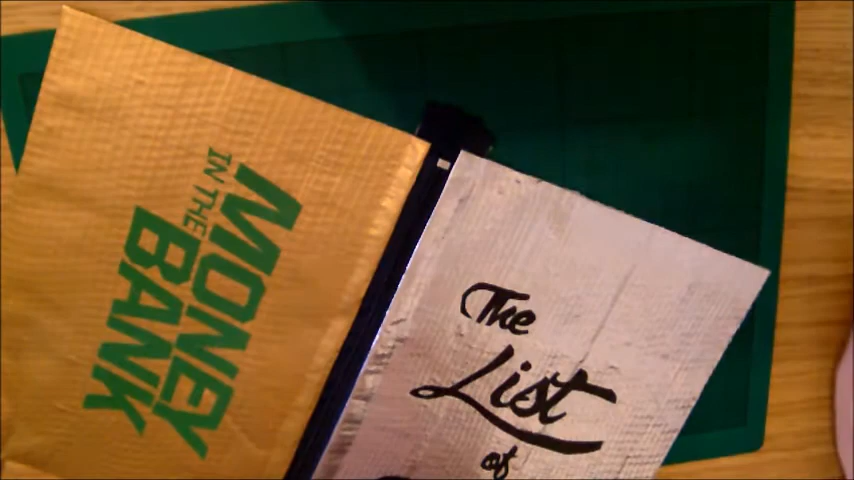 MONEY
IN THE
BANK
The
List
of